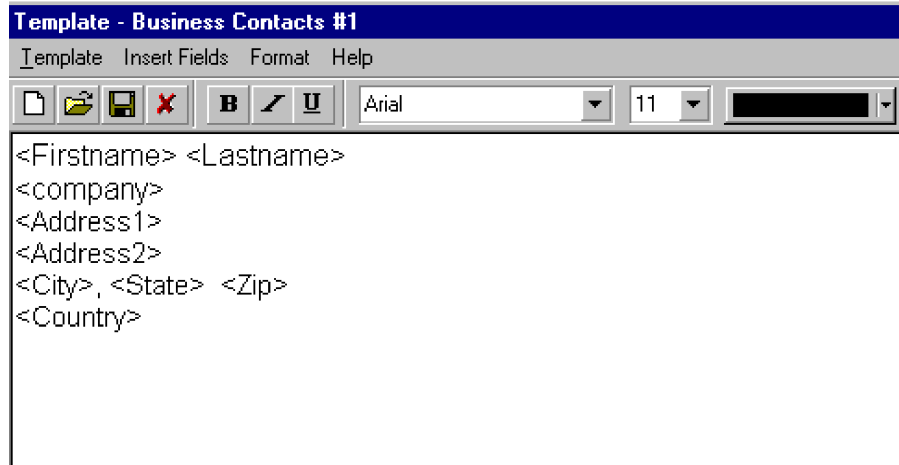 Template - Business Contacts #1
Template Insert Fields Format Help
B I U Arial 11
<Firstname> <Lastname>
<company>
<Address1>
<Address2>
<City>, <State>  <Zip>
<Country>